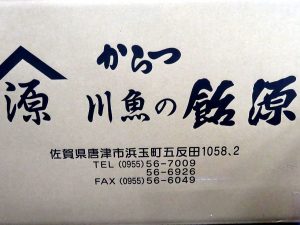 源
からつ
川魚の飴源
佐賀県唐津市浜玉町五反田1058、2
TEL (0955)56-7009
56-6926
FAX (0955)56-6049